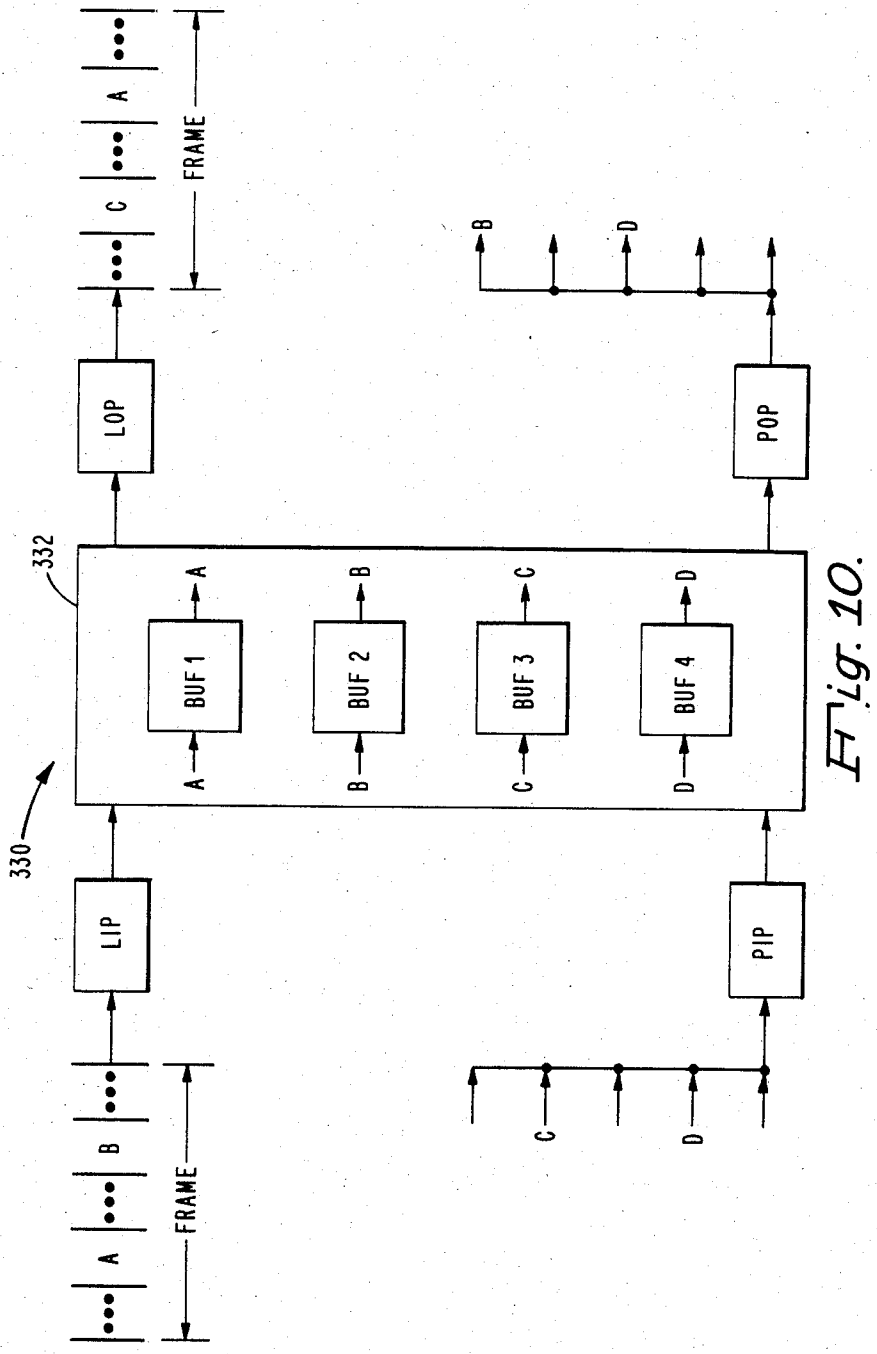 330
332
••• A ••• B •••
FRAME
LIP
LOP
••• C ••• A •••
FRAME
A BUF 1 A
B BUF 2 B
C BUF 3 C
D BUF 4 D
C
D
PIP
POP
B
D
Fig. 10.